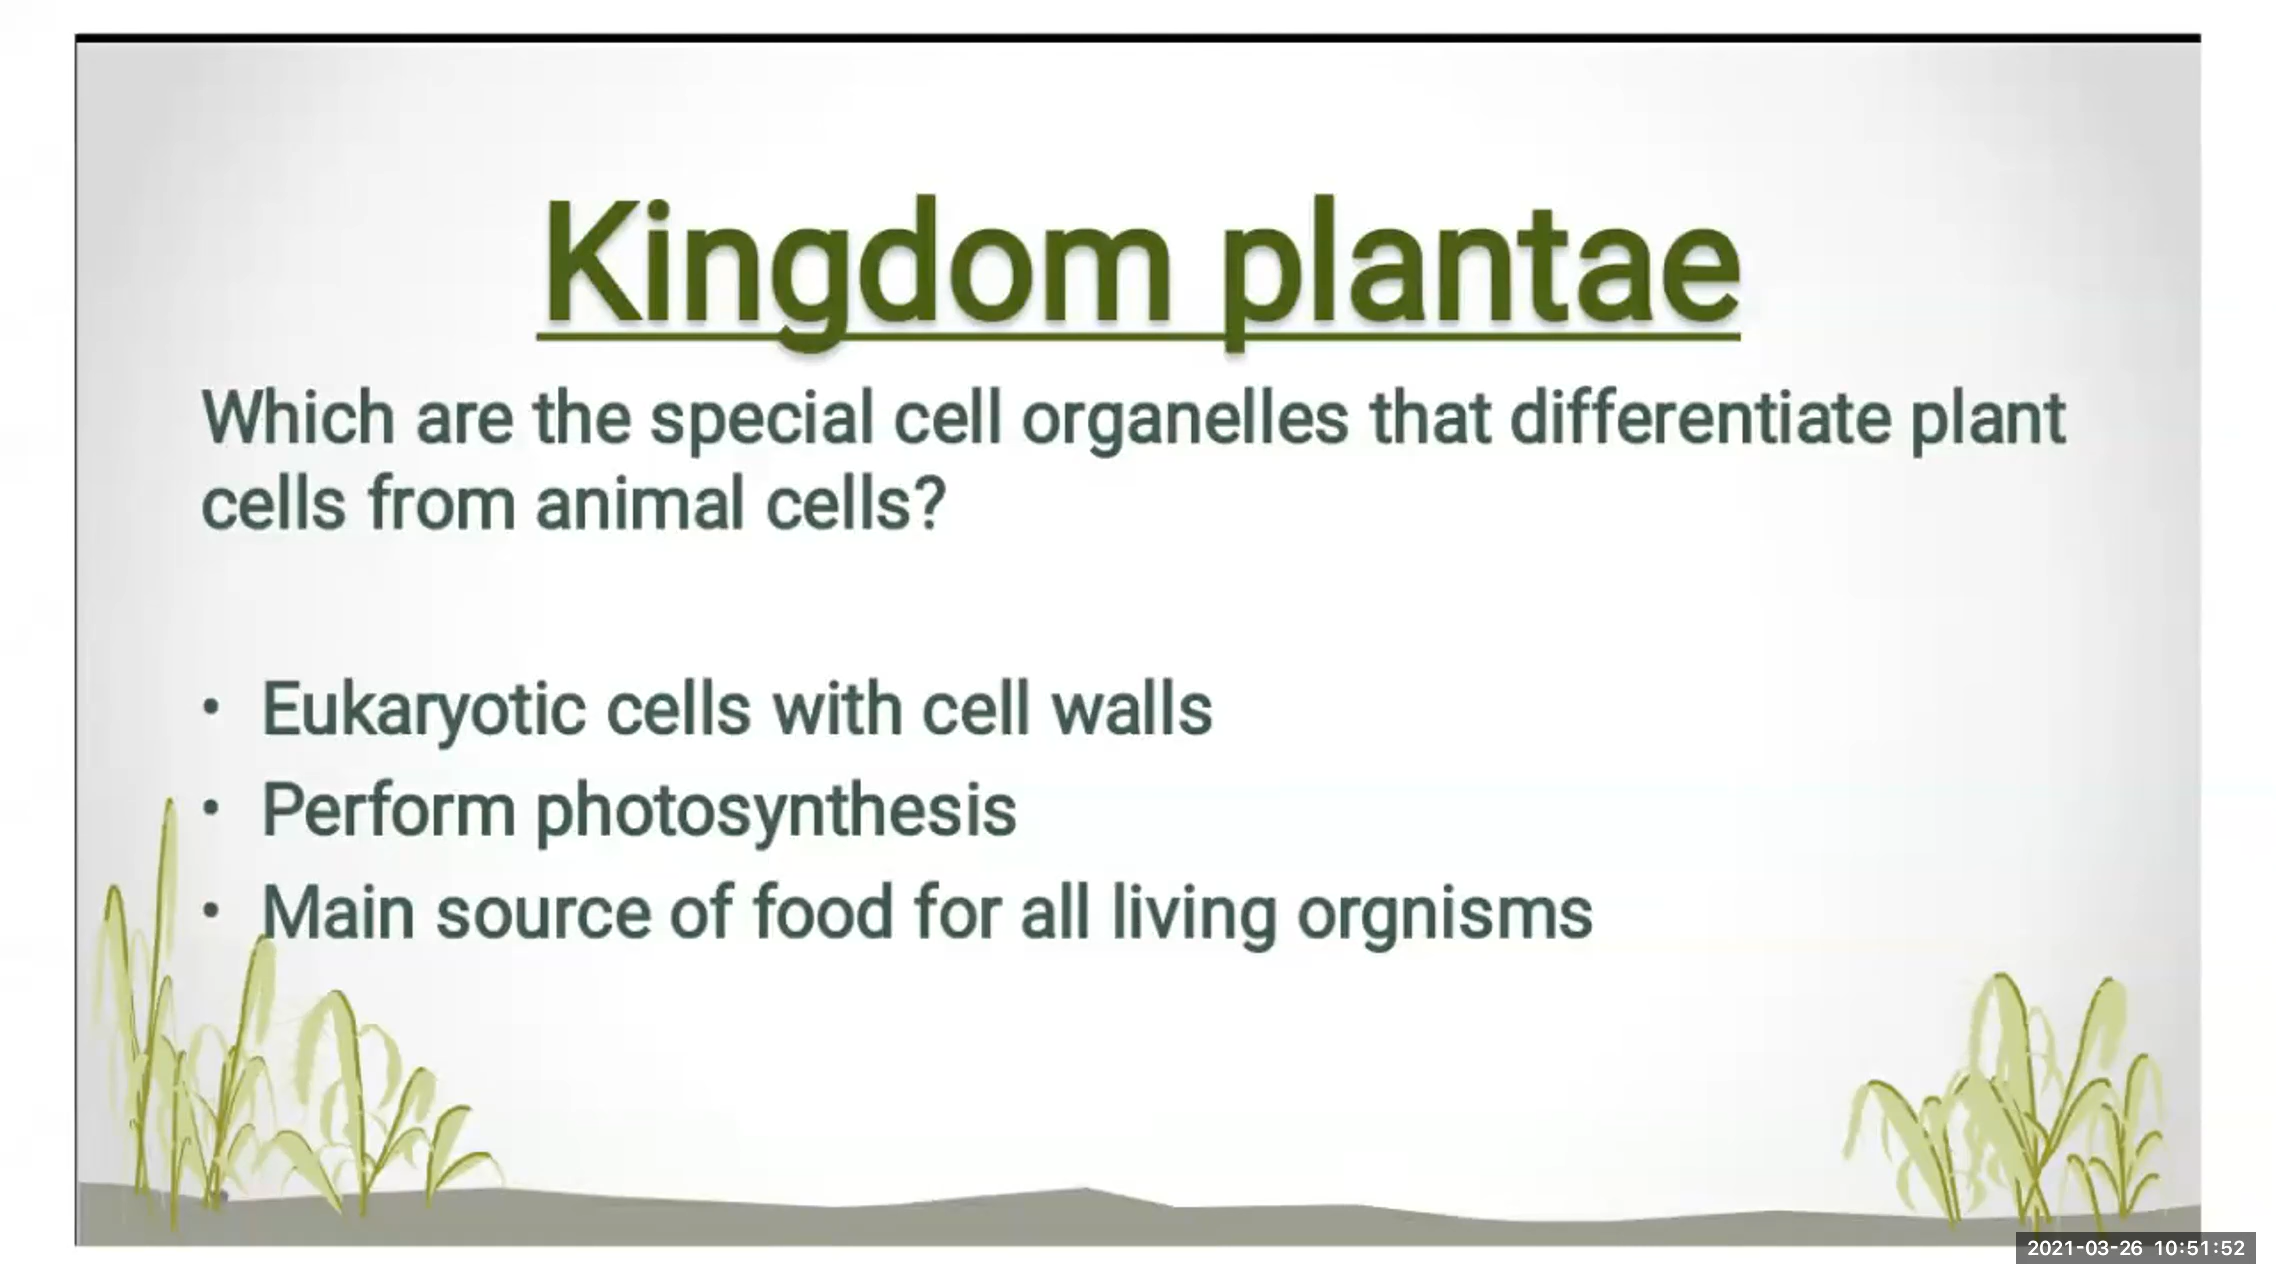 Kingdom plantae
Which are the special cell organelles that differentiate plant
cells from animal cells?
• Eukaryotic cells with cell walls
• Perform photosynthesis
• Main source of food for all living orgnisms
2021-03-26 10:51:52